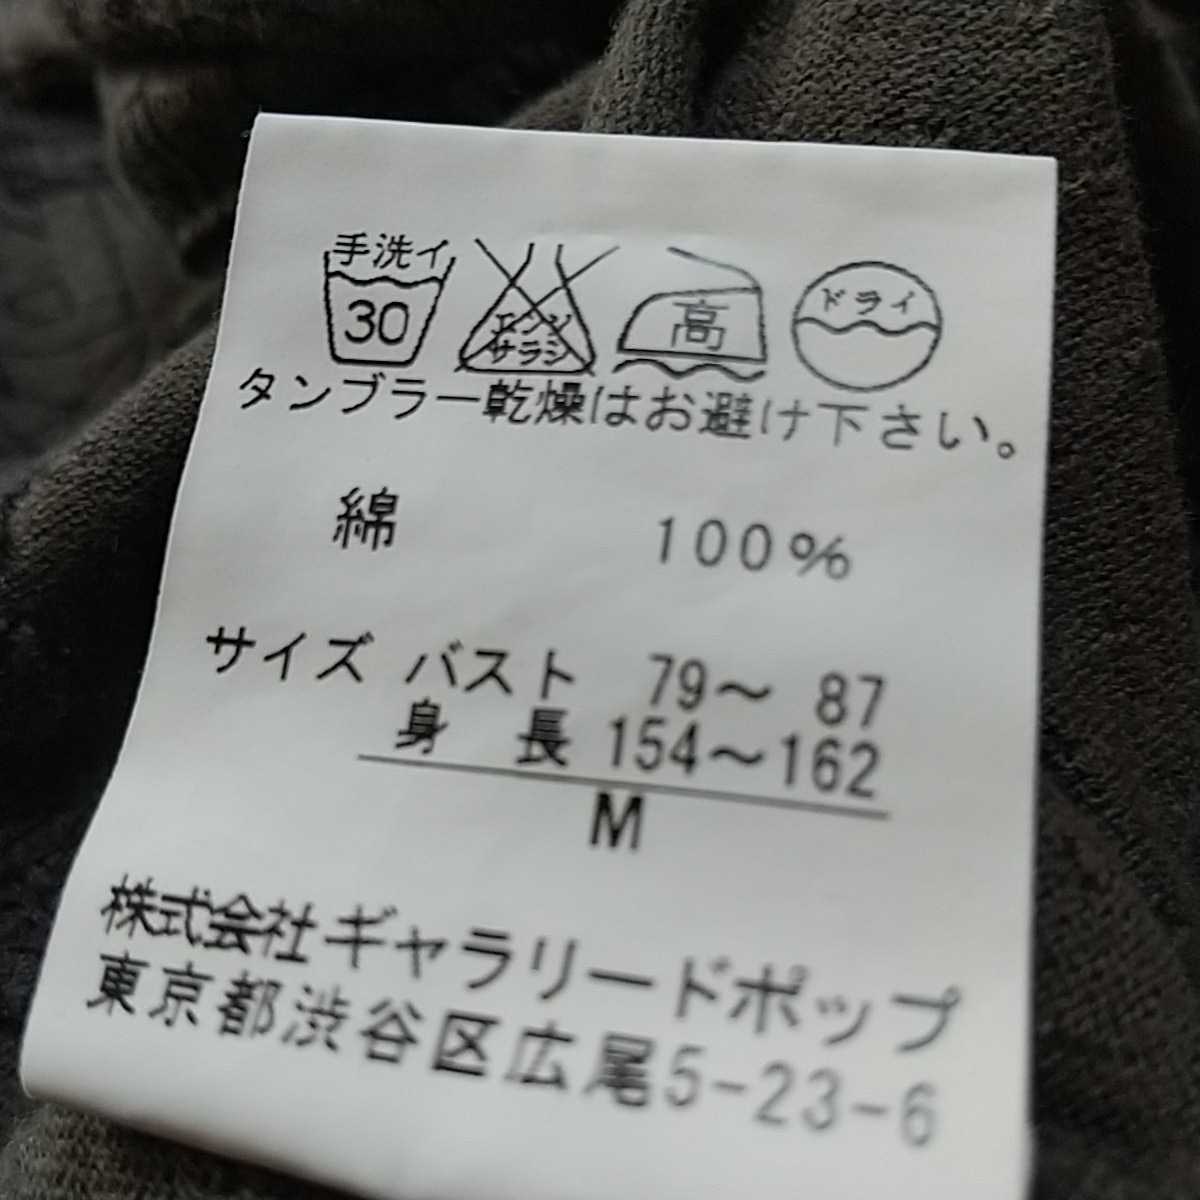 手洗イ
30
エンソ
サラシ
高
ドライ
タンブラー乾燥はお避け下さい。
綿 100%
サイズ バスト 79～ 87
身 長 154～162
M
株式会社ギャラリードポップ
東京都渋谷区広尾5-23-6